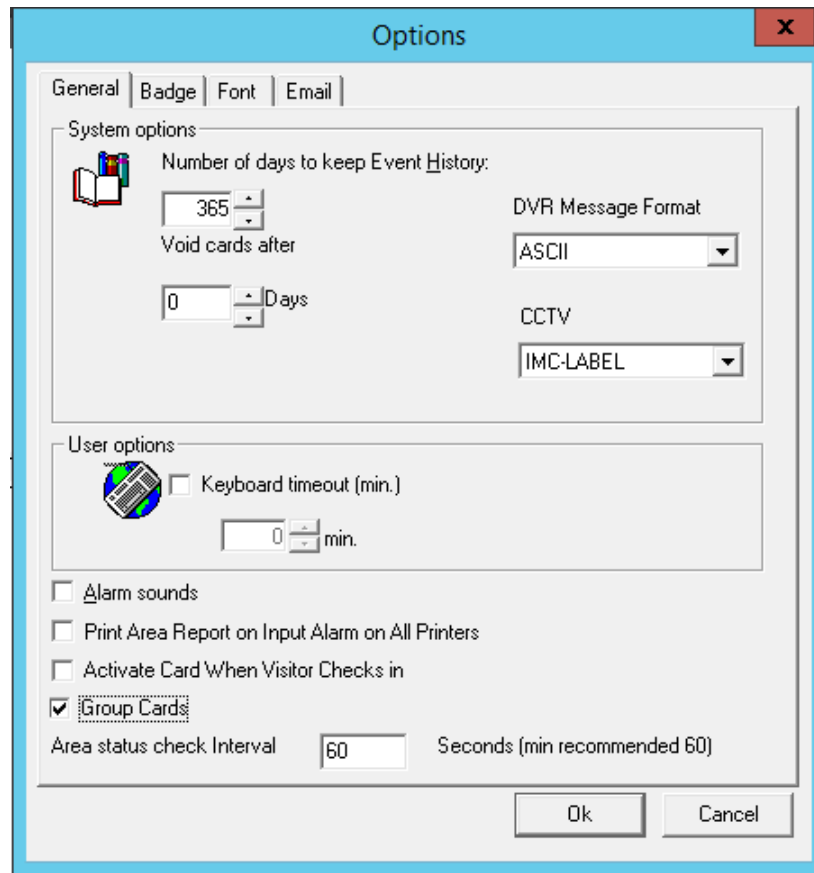 Options
x
General Badge Font Email
System options
Number of days to keep Event History:
365
DVR Message Format
Void cards after
ASCII
0 Days
CCTV
IMC-LABEL
User options
Keyboard timeout (min.)
0 min.
Alarm sounds
Print Area Report on Input Alarm on All Printers
Activate Card When Visitor Checks in
Group Cards
Area status check Interval 60 Seconds (min recommended 60)
Ok Cancel